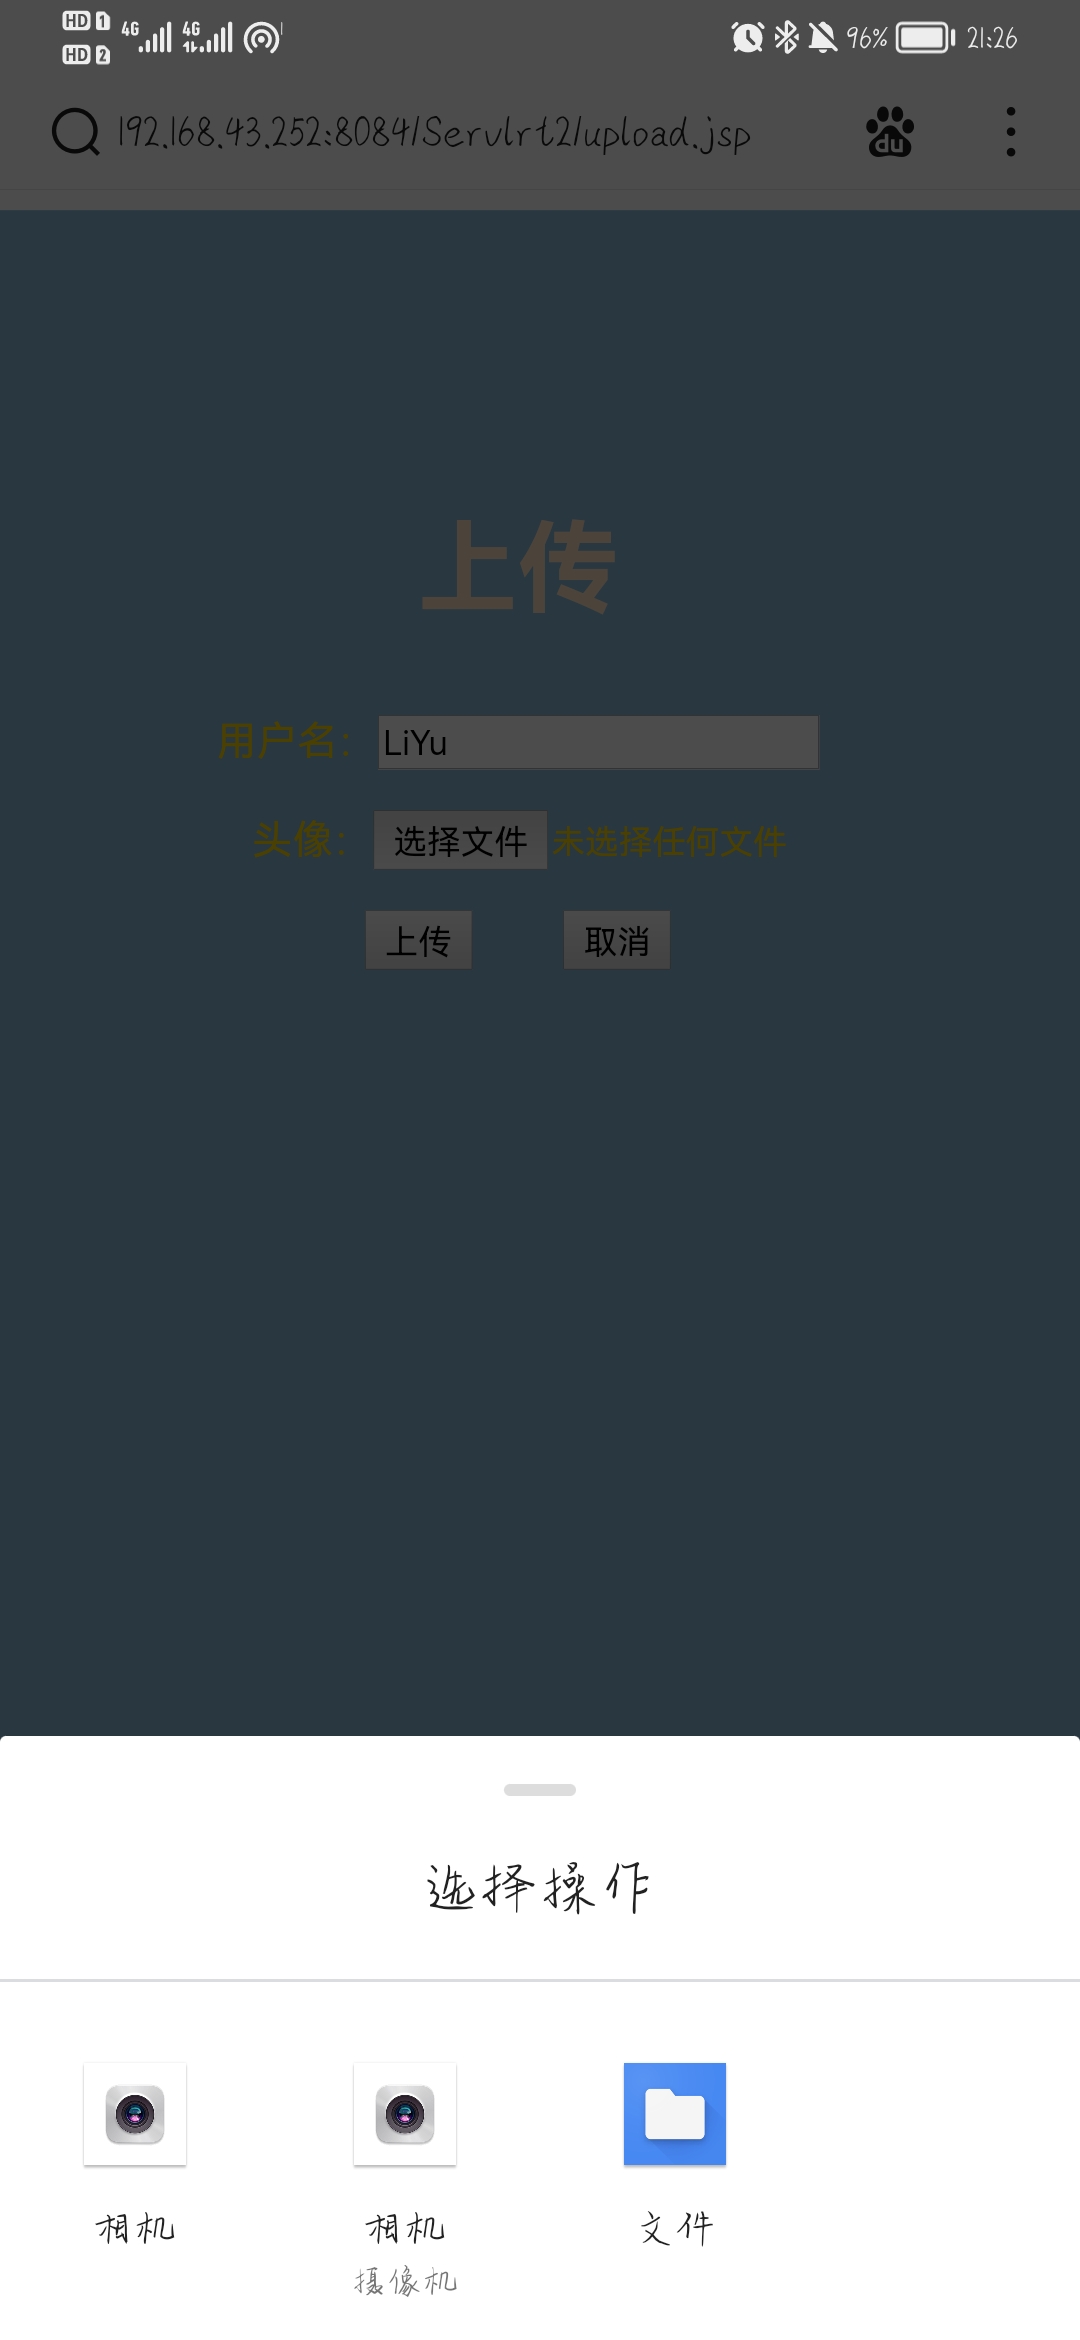 HD 1 4G 4G 96% 21:26
HD 2
192.168.43.252:8084/Servlrt2/upload.jsp du
上传
用户名： LiYu
头像： 选择文件 未选择任何文件
上传 取消
选择操作
相机 相机 文件
摄像机